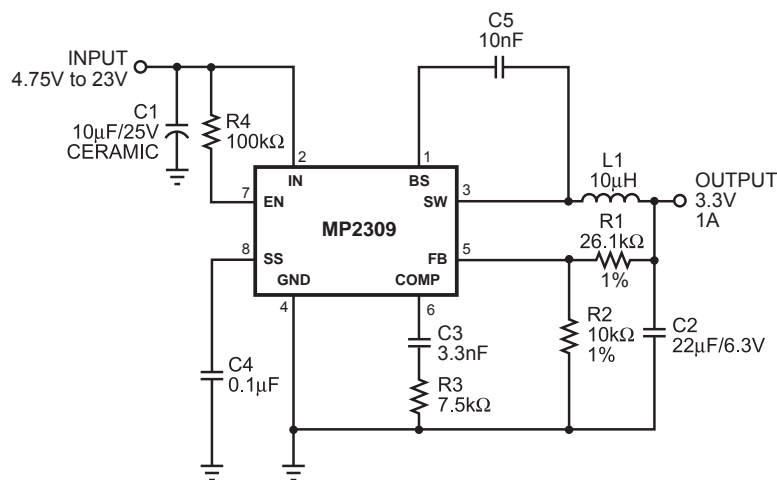 C5
10nF
INPUT
4.75V to 23V
C1
10µF/25V
CERAMIC
R4
100kΩ
2
1
IN
BS
7
EN
SW
3
L1
10µH
OUTPUT
3.3V
1A
MP2309
R1
26.1kΩ
1%
8
SS
FB
5
GND
COMP
4
6
R2
10kΩ
1%
C2
22µF/6.3V
C3
3.3nF
C4
0.1µF
R3
7.5kΩ